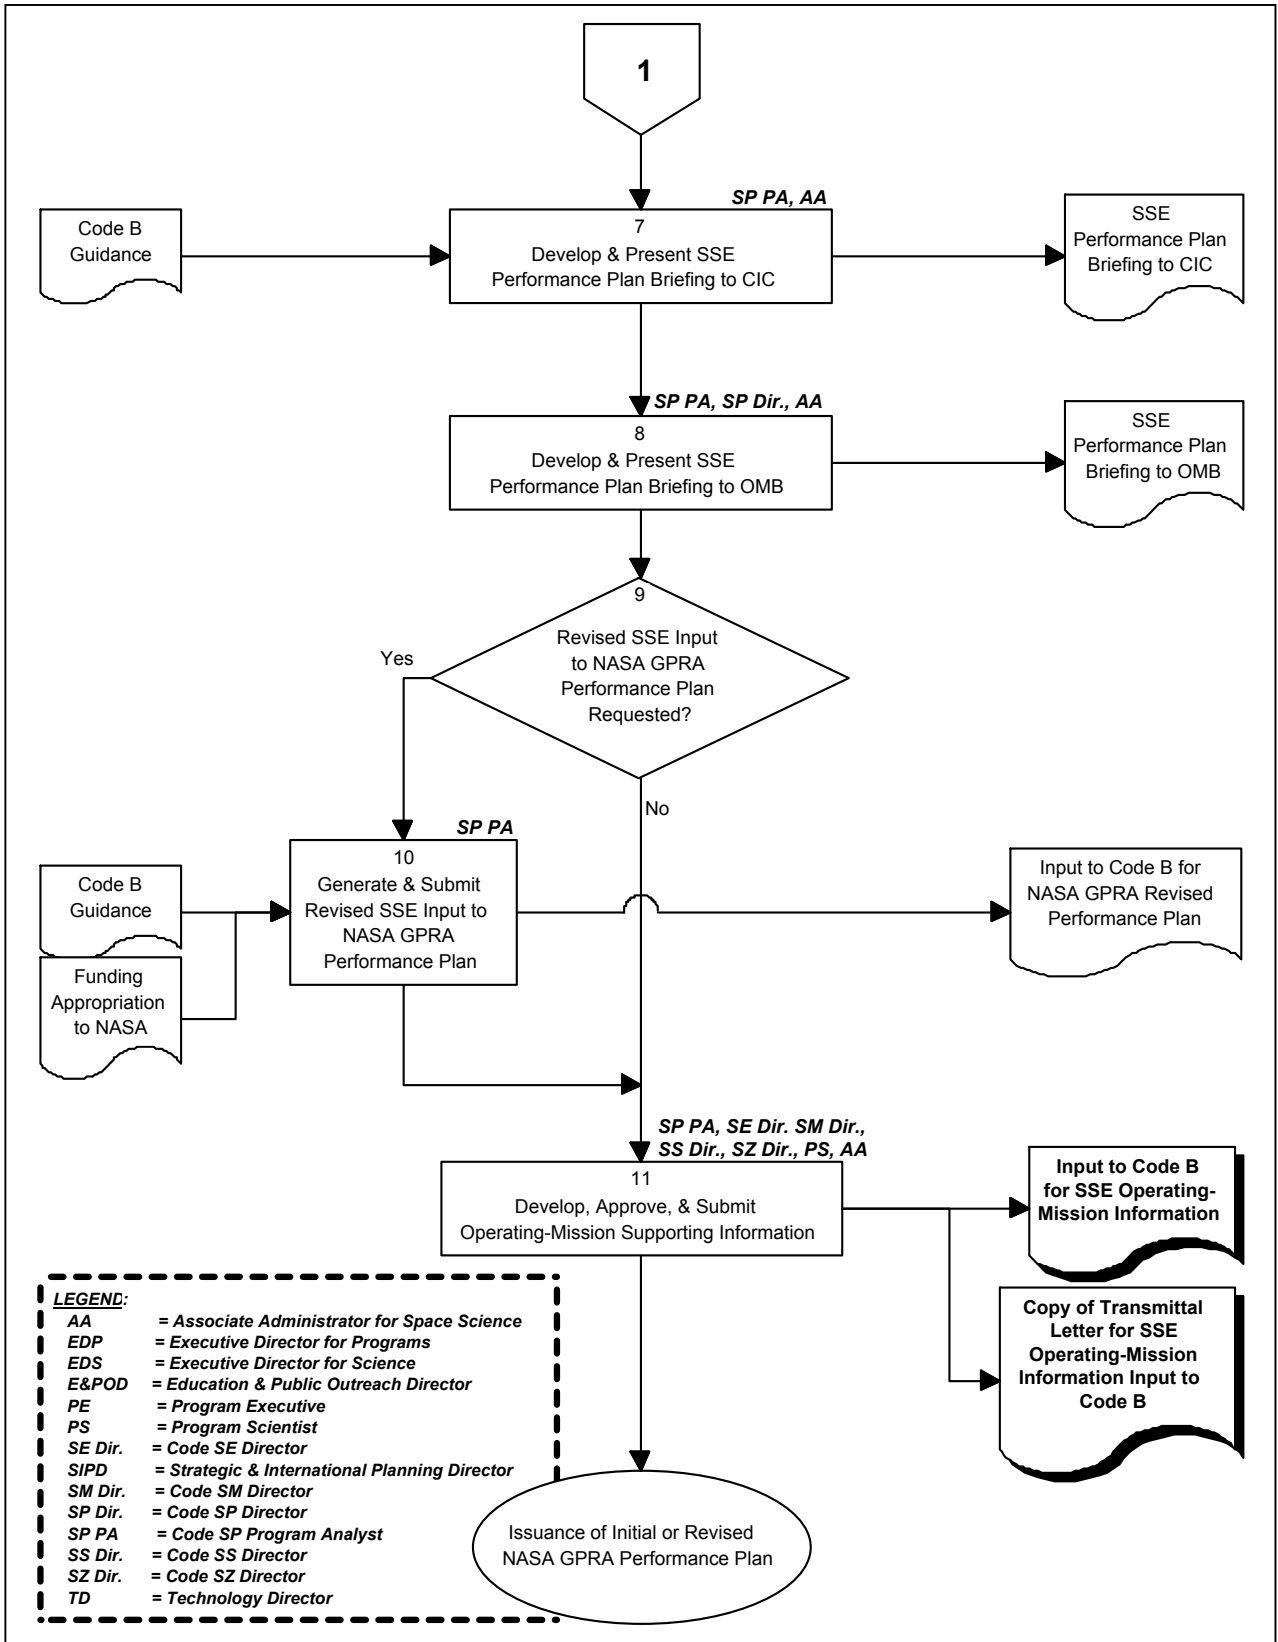 1
SP PA, AA
Code B
Guidance
7
Develop & Present SSE
Performance Plan Briefing to CIC
SSE
Performance Plan
Briefing to CIC
SP PA, SP Dir., AA
8
Develop & Present SSE
Performance Plan Briefing to OMB
SSE
Performance Plan
Briefing to OMB
9
Revised SSE Input
to NASA GPRA
Performance Plan
Requested?
Yes
No
SP PA
Code B
Guidance
Funding
Appropriation
to NASA
10
Generate & Submit
Revised SSE Input to
NASA GPRA
Performance Plan
Input to Code B for
NASA GPRA Revised
Performance Plan
SP PA, SE Dir. SM Dir.,
SS Dir., SZ Dir., PS, AA
11
Develop, Approve, & Submit
Operating-Mission Supporting Information
Input to Code B
for SSE Operating-
Mission Information
Copy of Transmittal
Letter for SSE
Operating-Mission
Information Input to
Code B
LEGEND:
AA = Associate Administrator for Space Science
EDP = Executive Director for Programs
EDS = Executive Director for Science
E&POD = Education & Public Outreach Director
PE = Program Executive
PS = Program Scientist
SE Dir. = Code SE Director
SIPD = Strategic & International Planning Director
SM Dir. = Code SM Director
SP Dir. = Code SP Director
SP PA = Code SP Program Analyst
SS Dir. = Code SS Director
SZ Dir. = Code SZ Director
TD = Technology Director
Issuance of Initial or Revised
NASA GPRA Performance Plan